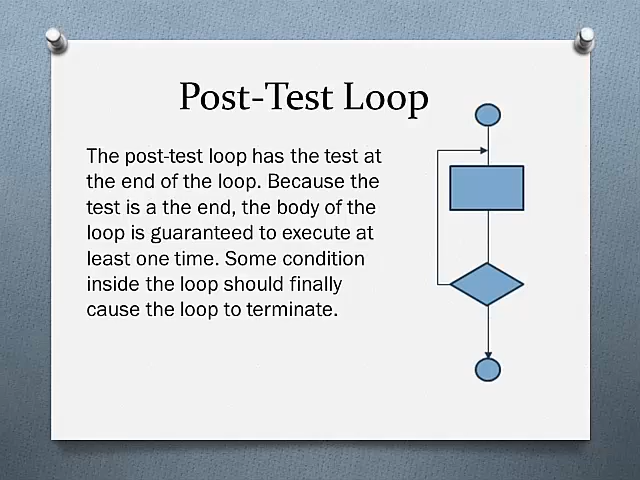 Post-Test Loop
The post-test loop has the test at
the end of the loop. Because the
test is a the end, the body of the
loop is guaranteed to execute at
least one time. Some condition
inside the loop should finally
cause the loop to terminate.